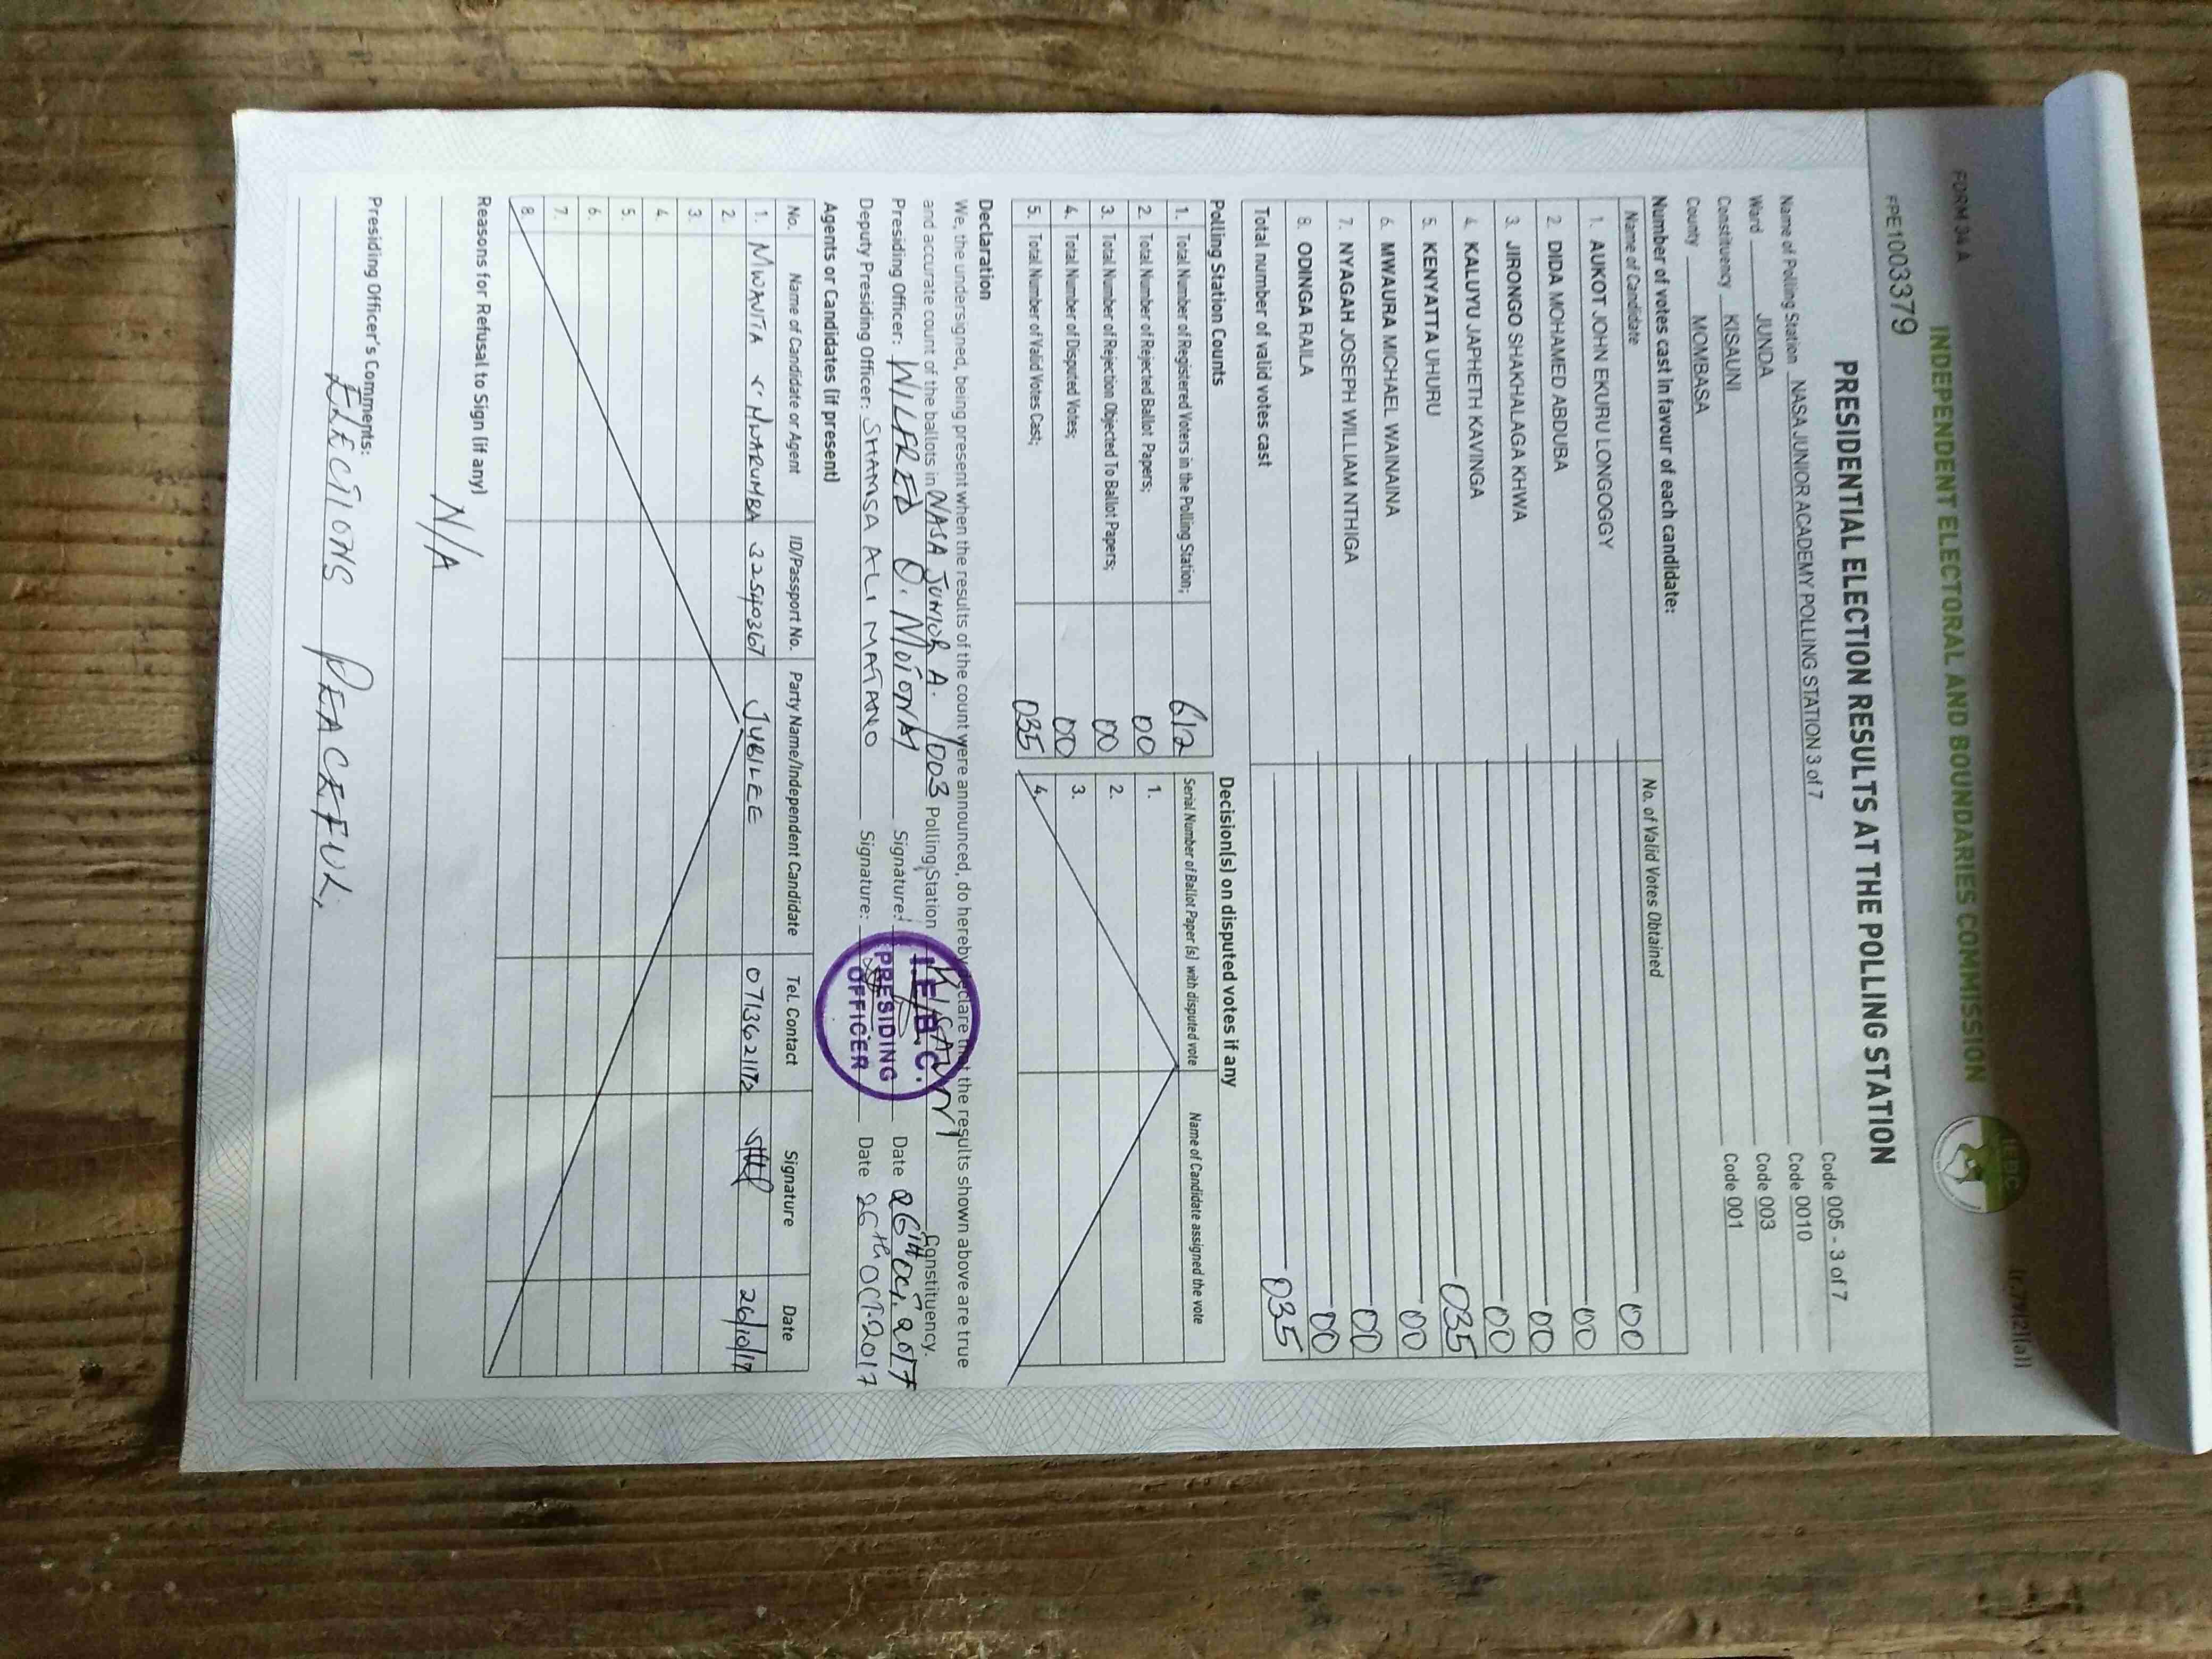 FORM 34 A (r.79(2)(a))
INDEPENDENT ELECTORAL AND BOUNDARIES COMMISSION
IEBC
FPE1003379
PRESIDENTIAL ELECTION RESULTS AT THE POLLING STATION
Name of Polling Station NASA JUNIOR ACADEMY POLLING STATION 3 of 7 Code 005 - 3 of 7
Ward JUNDA Code 0010
Constituency KISAUNI Code 003
County MOMBASA Code 001
Number of votes cast in favour of each candidate:
Name of Candidate No. of Valid Votes Obtained
1. AUKOT JOHN EKURU LONGOGGY 00
2. DIDA MOHAMED ABDUBA 00
3. JIRONGO SHAKHALAGA KHWA 00
4. KALUYU JAPHETH KAVINGA 00
5. KENYATTA UHURU 035
6. MWAURA MICHAEL WAINAINA 00
7. NYAGAH JOSEPH WILLIAM NTHIGA 00
8. ODINGA RAILA 00
Total number of valid votes cast 035
Polling Station Counts
1. Total Number of Registered Voters in the Polling Station; 612
2. Total Number of Rejected Ballot Papers; 00
3. Total Number of Rejection Objected To Ballot Papers; 00
4. Total Number of Disputed Votes; 00
5. Total Number of Valid Votes Cast; 035
Decision(s) on disputed votes if any
Serial Number of Ballot Paper (s) with disputed vote Name of Candidate assigned the vote
1.
2.
3.
4.
Declaration
We, the undersigned, being present when the results of the count were announced, do hereby declare that the results shown above are true
and accurate count of the ballots in NASA JUNIOR A. 003 Polling Station KISAUNI Constituency.
Presiding Officer: WILFRED O. MOIONAI Signature: Date 26th OCT. 2017
Deputy Presiding Officer: SHAMSA ALI MATANO Signature: Date 26th OCT. 2017
I.E.B.C.
PRESIDING
OFFICER
Agents or Candidates (if present)
No. Name of Candidate or Agent ID/Passport No. Party Name/Independent Candidate Tel. Contact Signature Date
1. MWANITA MWARUMBA 32540367 JUBILEE 0713621170 26/10/17
2.
3.
4.
5.
6.
7.
8.
Reasons for Refusal to Sign (if any)
N/A
Presiding Officer's Comments:
ELECTIONS PEACEFUL.